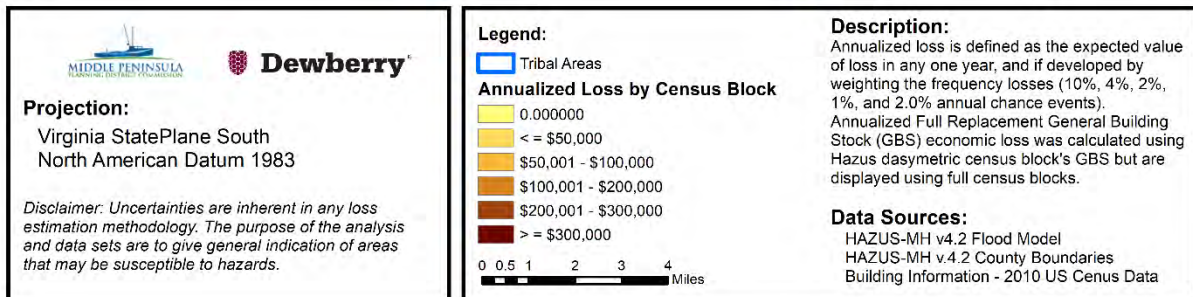 MIDDLE PENINSULA
PLANNING DISTRICT COMMISSION
Dewberry
Projection:
Virginia StatePlane South
North American Datum 1983
Disclaimer: Uncertainties are inherent in any loss
estimation methodology. The purpose of the analysis
and data sets are to give general indication of areas
that may be susceptible to hazards.
Legend:
Tribal Areas
Annualized Loss by Census Block
0.000000
< = $50,000
$50,001 - $100,000
$100,001 - $200,000
$200,001 - $300,000
> = $300,000
0 0.5 1 2 3 4
Miles
Description:
Annualized loss is defined as the expected value
of loss in any one year, and if developed by
weighting the frequency losses (10%, 4%, 2%,
1%, and 2.0% annual chance events).
Annualized Full Replacement General Building
Stock (GBS) economic loss was calculated using
Hazus dasymetric census block's GBS but are
displayed using full census blocks.
Data Sources:
HAZUS-MH v4.2 Flood Model
HAZUS-MH v.4.2 County Boundaries
Building Information - 2010 US Cenus Data